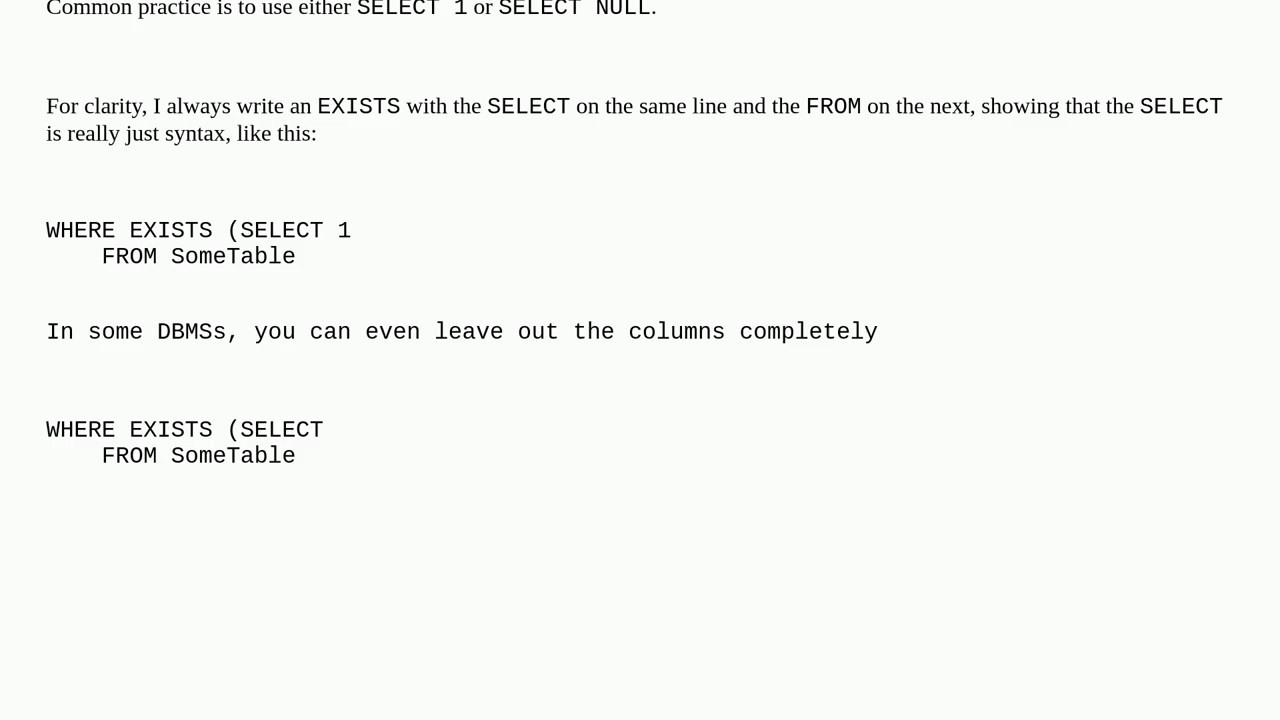 Common practice is to use either SELECT 1 or SELECT NULL.
For clarity, I always write an EXISTS with the SELECT on the same line and the FROM on the next, showing that the SELECT
is really just syntax, like this:
WHERE EXISTS (SELECT 1
    FROM SomeTable
In some DBMSs, you can even leave out the columns completely
WHERE EXISTS (SELECT
    FROM SomeTable